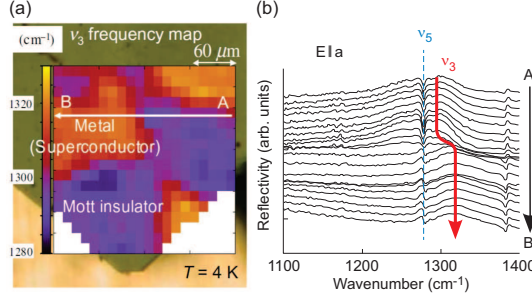 (a)
(cm⁻¹)
ν₃ frequency map
60 μm
1320
B
A
Metal
(Superconductor)
1300
Mott insulator
1280
T = 4 K
(b)
ν₅
E∥a
ν₃
A
Reflectivity (arb. units)
B
1100
1200
1300
1400
Wavenumber (cm⁻¹)